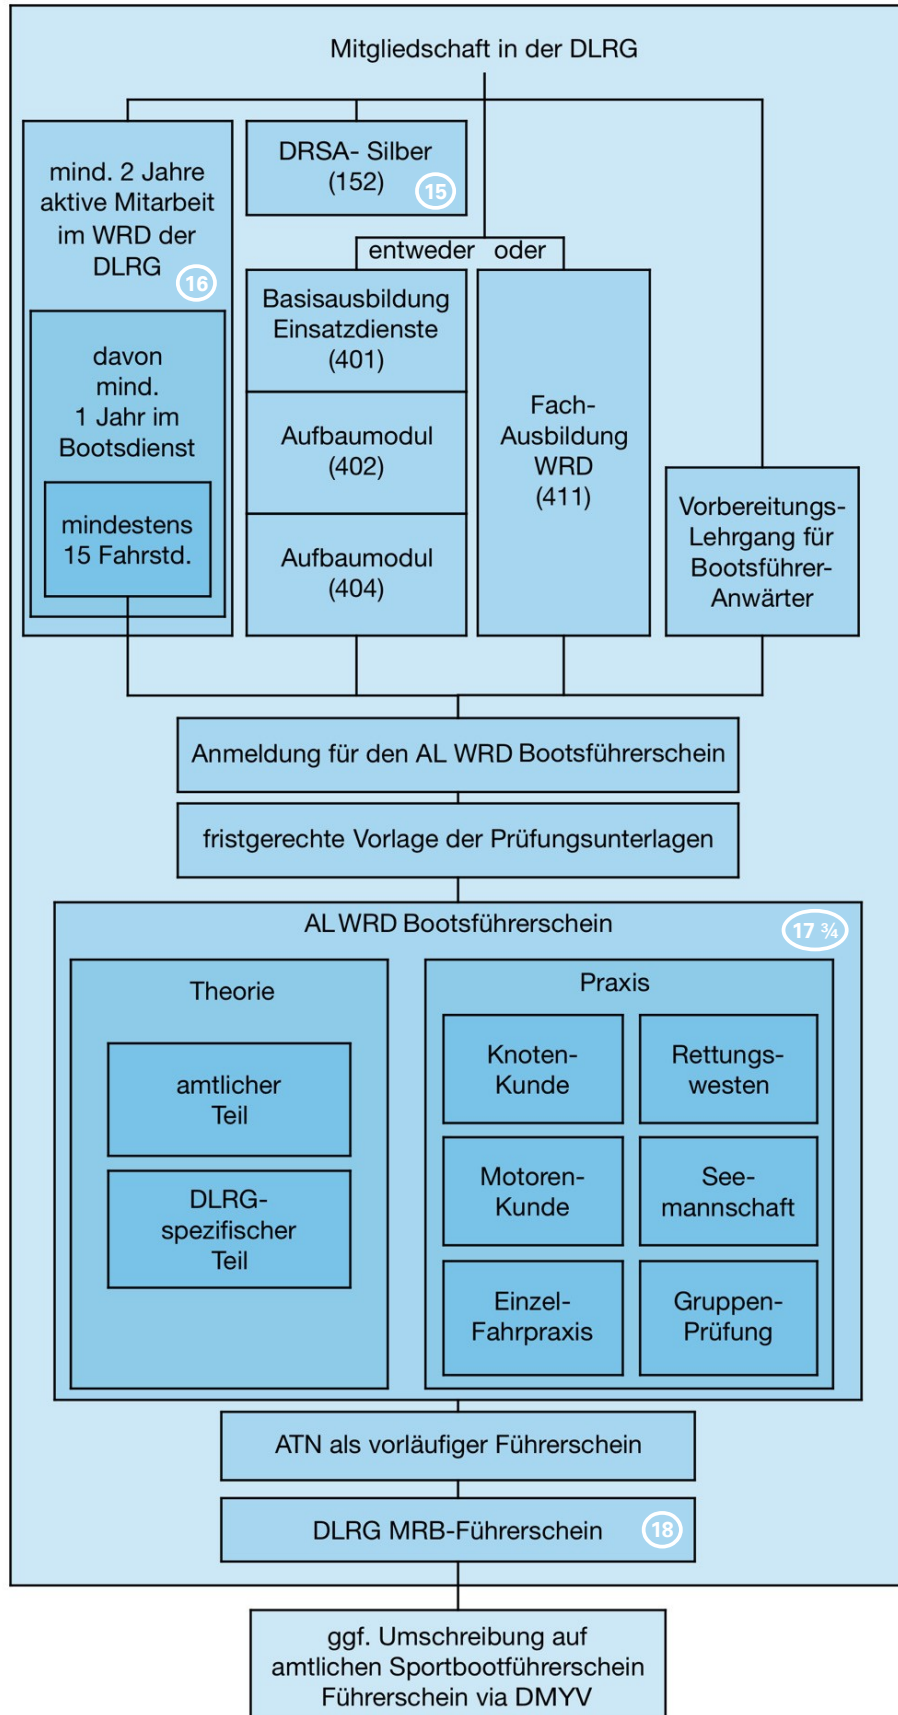 Mitgliedschaft in der DLRG
mind. 2 Jahre
aktive Mitarbeit
im WRD der
DLRG
16
davon
mind.
1 Jahr im
Bootsdienst
mindestens
15 Fahrstd.
DRSA- Silber
(152)
15
entweder oder
Basisausbildung
Einsatzdienste
(401)
Aufbaumodul
(402)
Aufbaumodul
(404)
Fach-
Ausbildung
WRD
(411)
Vorbereitungs-
Lehrgang für
Bootsführer-
Anwärter
Anmeldung für den AL WRD Bootsführerschein
fristgerechte Vorlage der Prüfungsunterlagen
AL WRD Bootsführerschein
17 ¾
Theorie
amtlicher
Teil
DLRG-
spezifischer
Teil
Praxis
Knoten-
Kunde
Rettungs-
westen
Motoren-
Kunde
See-
mannschaft
Einzel-
Fahrpraxis
Gruppen-
Prüfung
ATN als vorläufiger Führerschein
DLRG MRB-Führerschein
18
ggf. Umschreibung auf
amtlichen Sportbootführerschein
Führerschein via DMYV